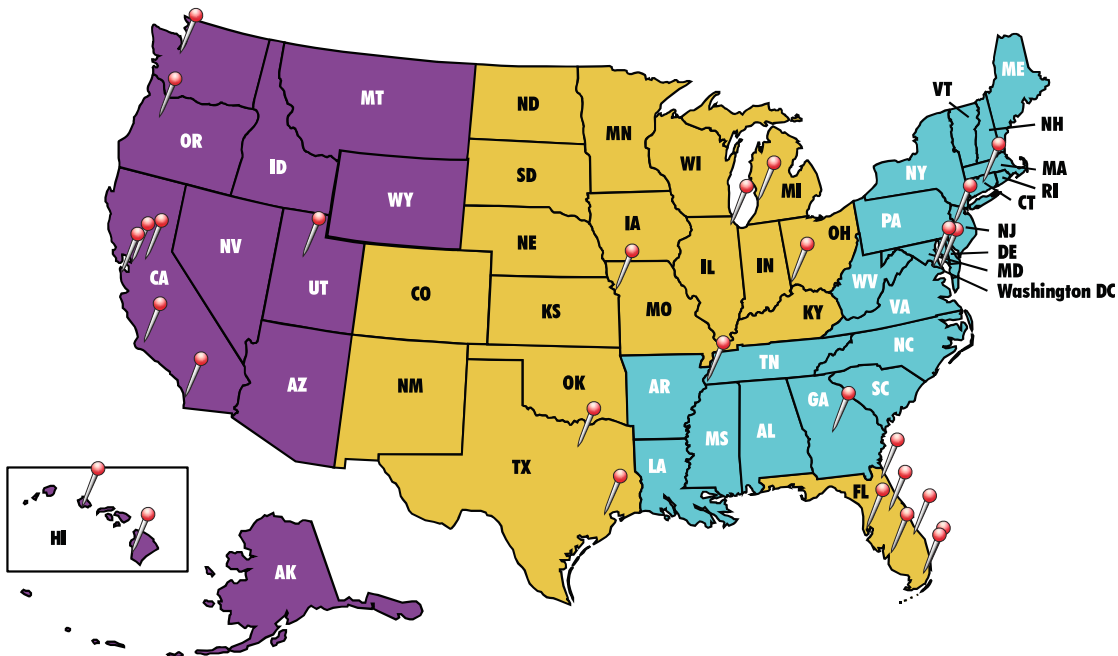 ME
VT
NH
MT
ND
MN
OR
ID
WI
NY
MA
SD
MI
RI
WY
CT
IA
PA
NJ
NV
NE
OH
DE
CA
IL
IN
MD
UT
WV
Washington DC
CO
KS
MO
KY
VA
TN
NC
AZ
NM
OK
AR
GA
SC
MS
AL
TX
LA
FL
HI
AK